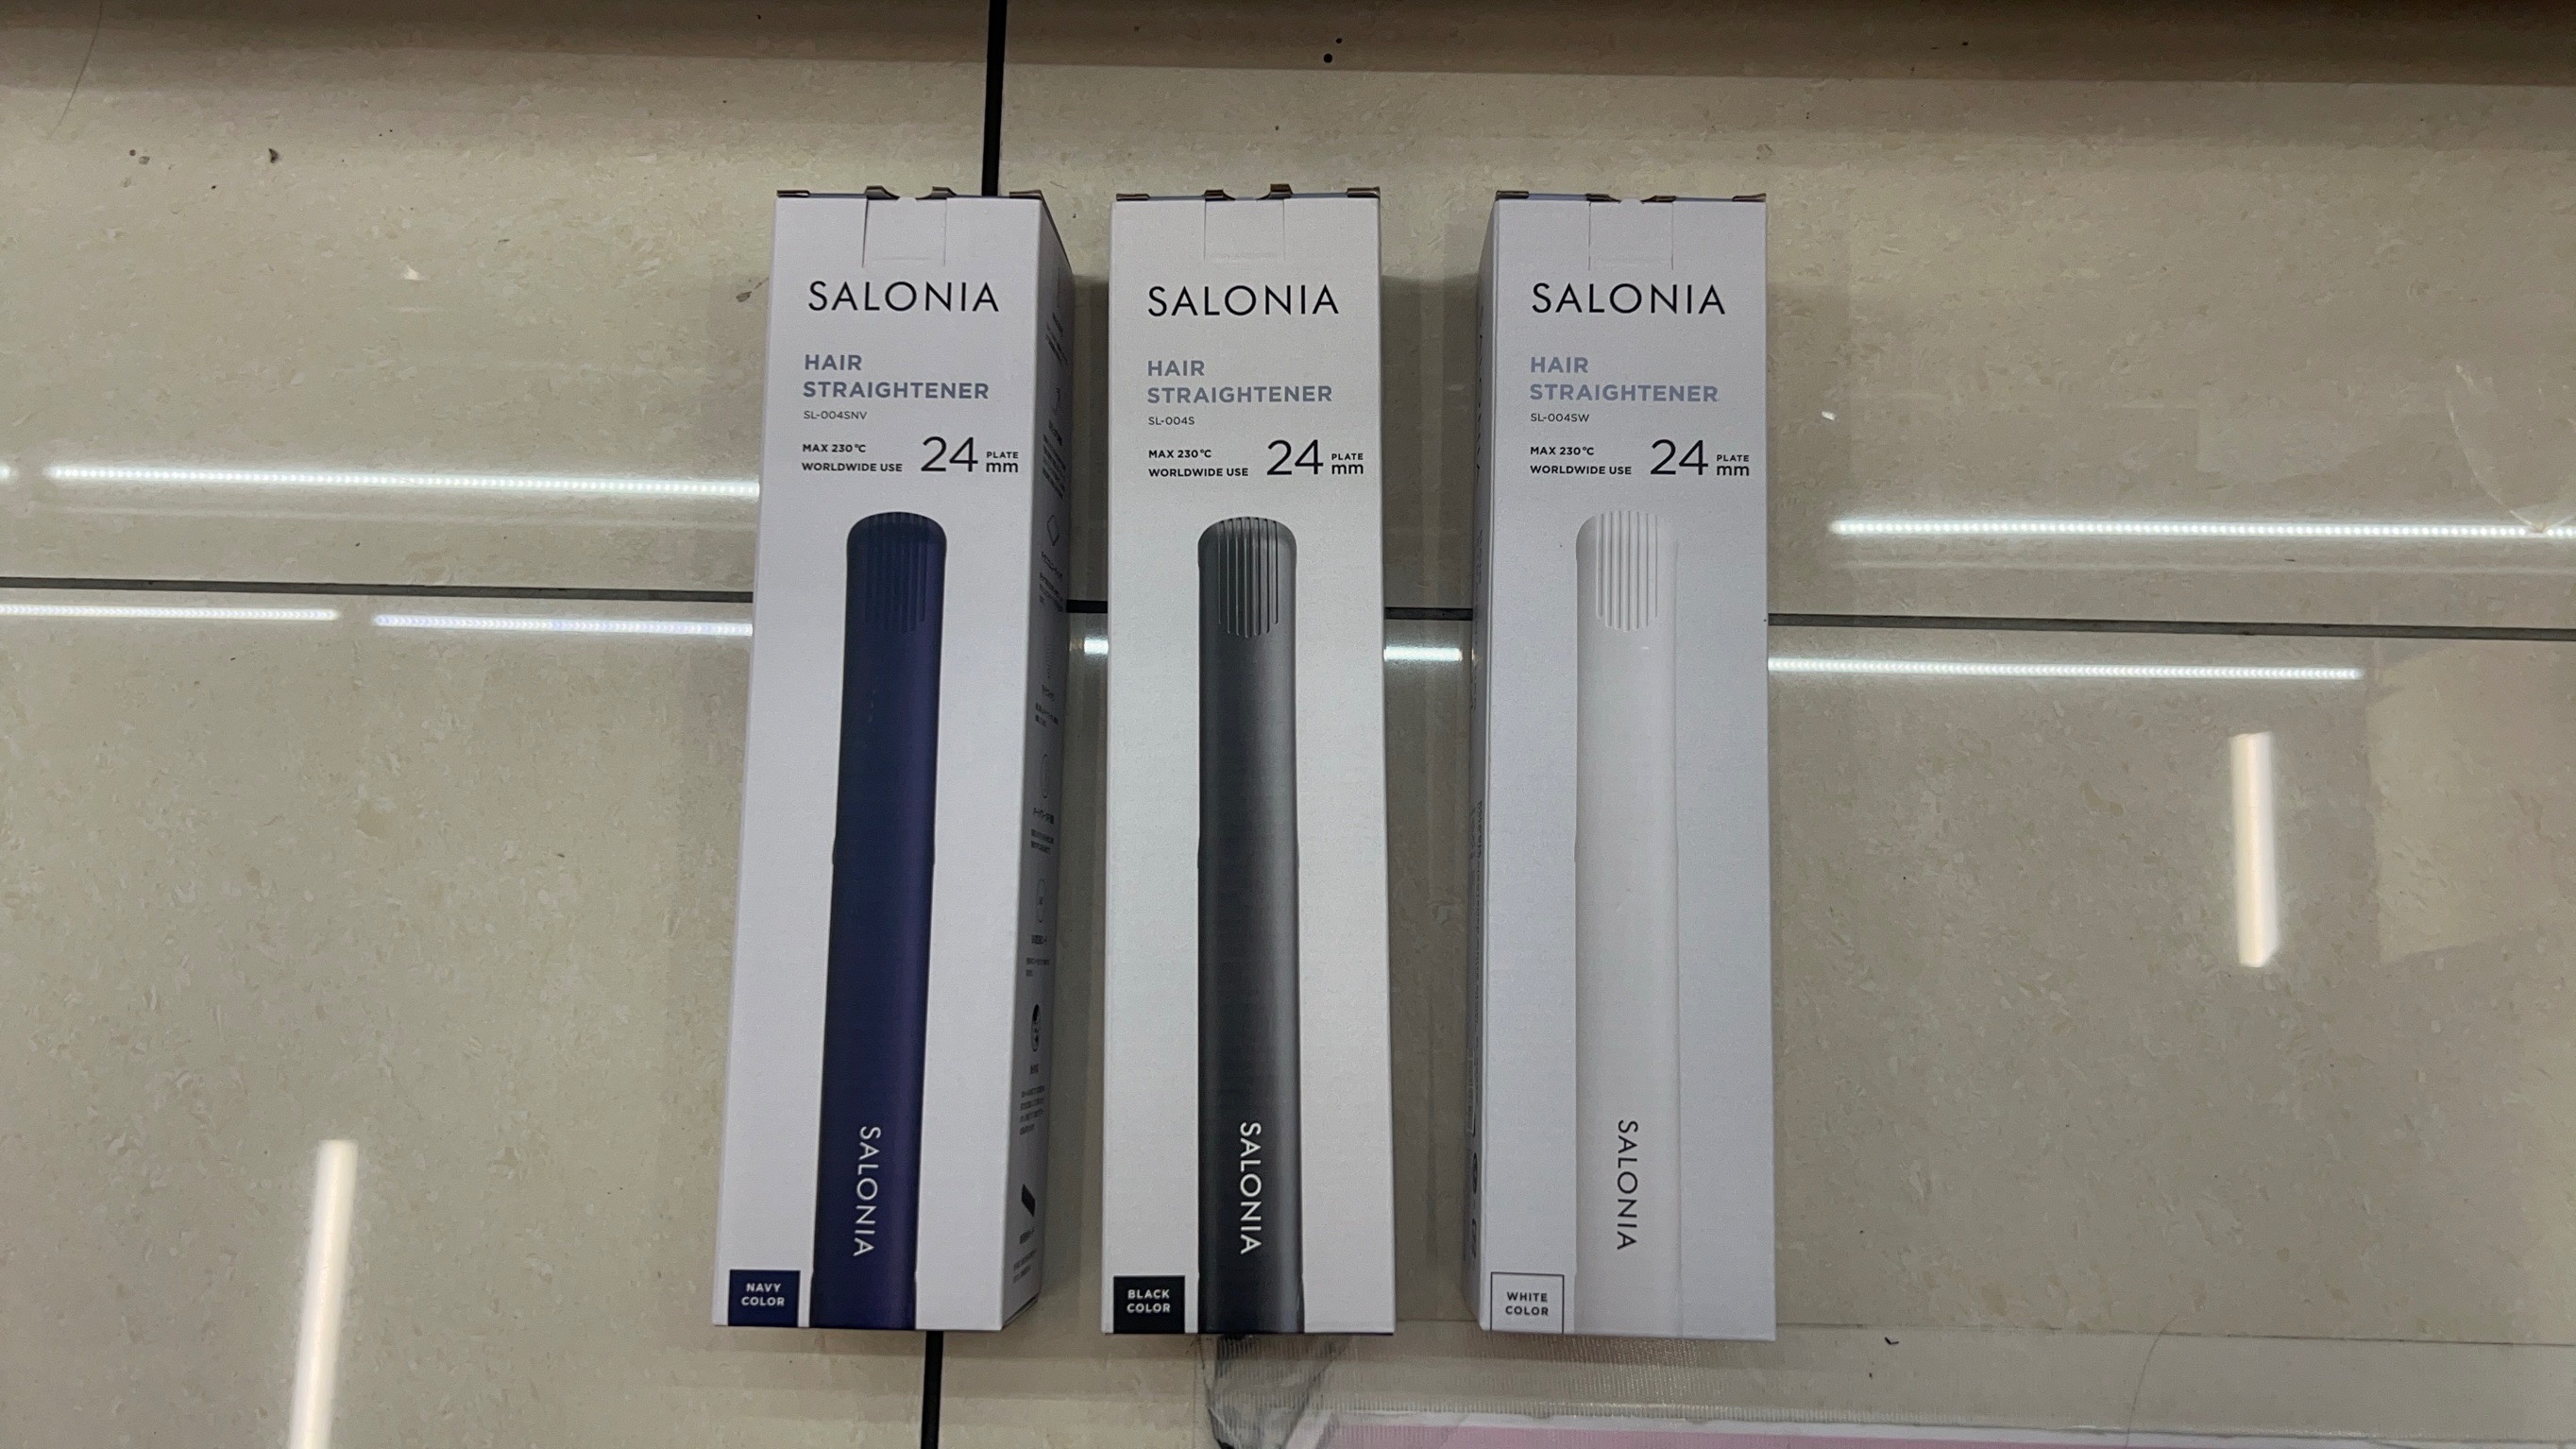 SALONIA
HAIR
STRAIGHTENER
SL-004SNV
MAX 230℃
WORLDWIDE USE
24 PLATE mm
SALONIA
NAVY
COLOR
SALONIA
HAIR
STRAIGHTENER
SL-004S
MAX 230℃
WORLDWIDE USE
24 PLATE mm
SALONIA
BLACK
COLOR
SALONIA
HAIR
STRAIGHTENER
SL-004SW
MAX 230℃
WORLDWIDE USE
24 PLATE mm
SALONIA
WHITE
COLOR